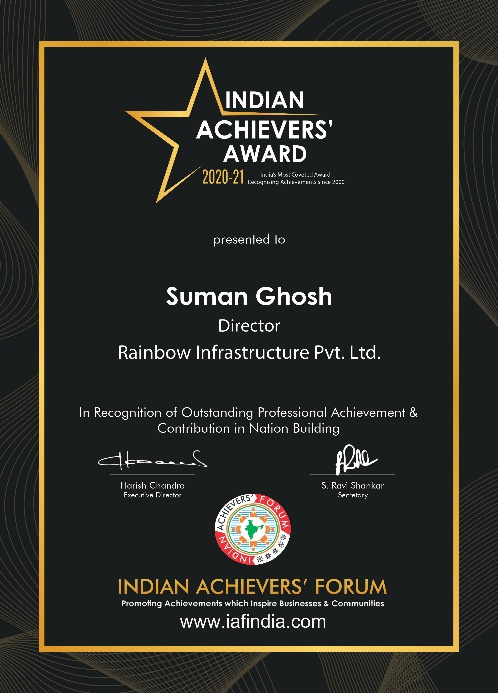 INDIAN
ACHIEVERS'
AWARD
2020-21
India's Most Coveted Award
Recognising Achievements since 2000
presented to
Suman Ghosh
Director
Rainbow Infrastructure Pvt. Ltd.
In Recognition of Outstanding Professional Achievement &
Contribution in Nation Building
Harish Chandra
Executive Director
S. Ravi Shankar
Secretary
INDIAN ACHIEVERS' FORUM
INDIAN ACHIEVERS' FORUM
Promoting Achievements which Inspire Businesses & Communities
www.iafindia.com